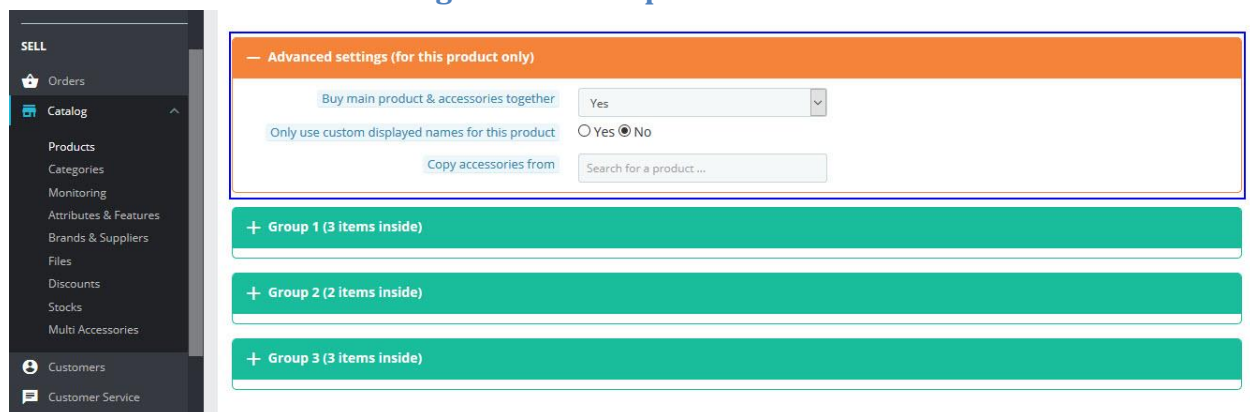 SELL
Orders
Catalog
Products
Categories
Monitoring
Attributes & Features
Brands & Suppliers
Files
Discounts
Stocks
Multi Accessories
Customers
Customer Service
— Advanced settings (for this product only)
Buy main product & accessories together Yes
Only use custom displayed names for this product Yes No
Copy accessories from Search for a product ...
+ Group 1 (3 items inside)
+ Group 2 (2 items inside)
+ Group 3 (3 items inside)